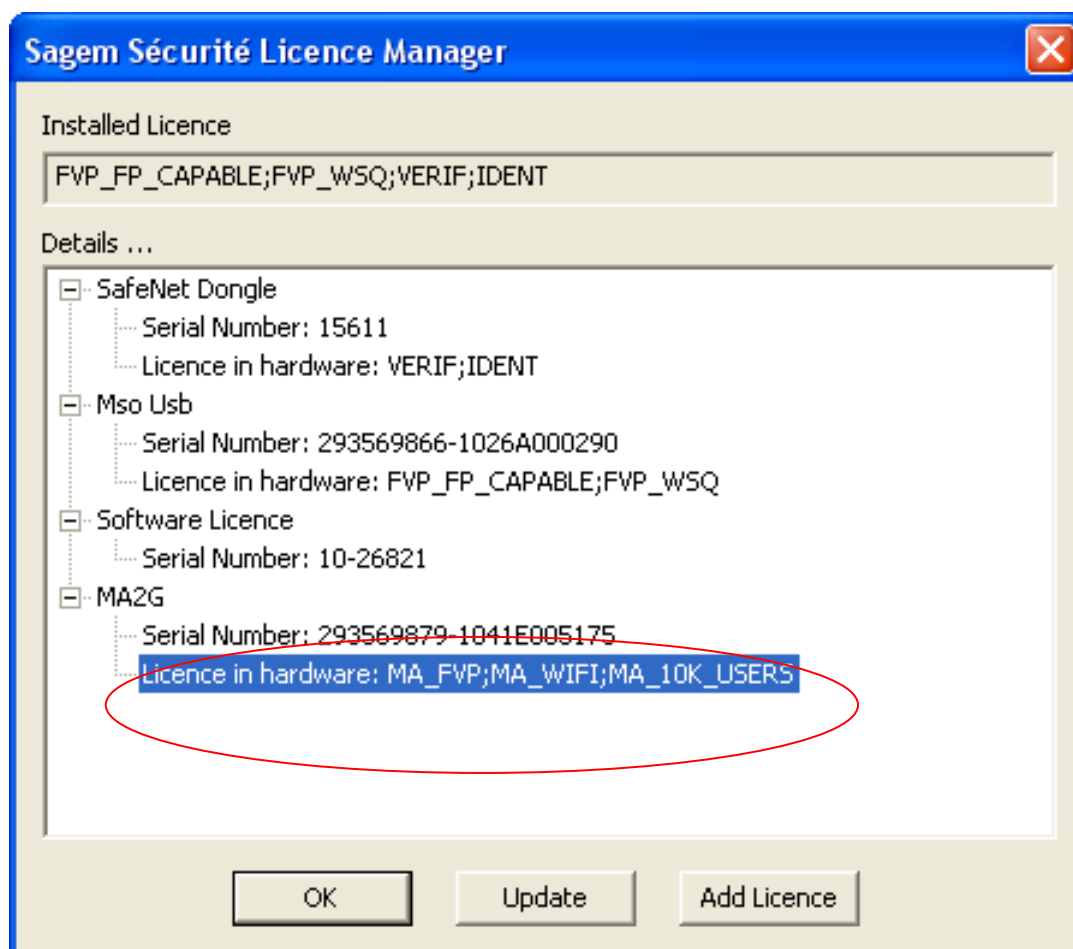 Sagem Sécurité Licence Manager
Installed Licence
FVP_FP_CAPABLE;FVP_WSQ;VERIF;IDENT
Details ...
SafeNet Dongle
Serial Number: 15611
Licence in hardware: VERIF;IDENT
Mso Usb
Serial Number: 293569866-1026A000290
Licence in hardware: FVP_FP_CAPABLE;FVP_WSQ
Software Licence
Serial Number: 10-26821
MA2G
Serial Number: 293569879-1041E005175
Licence in hardware: MA_FVP;MA_WIFI;MA_10K_USERS
OK Update Add Licence